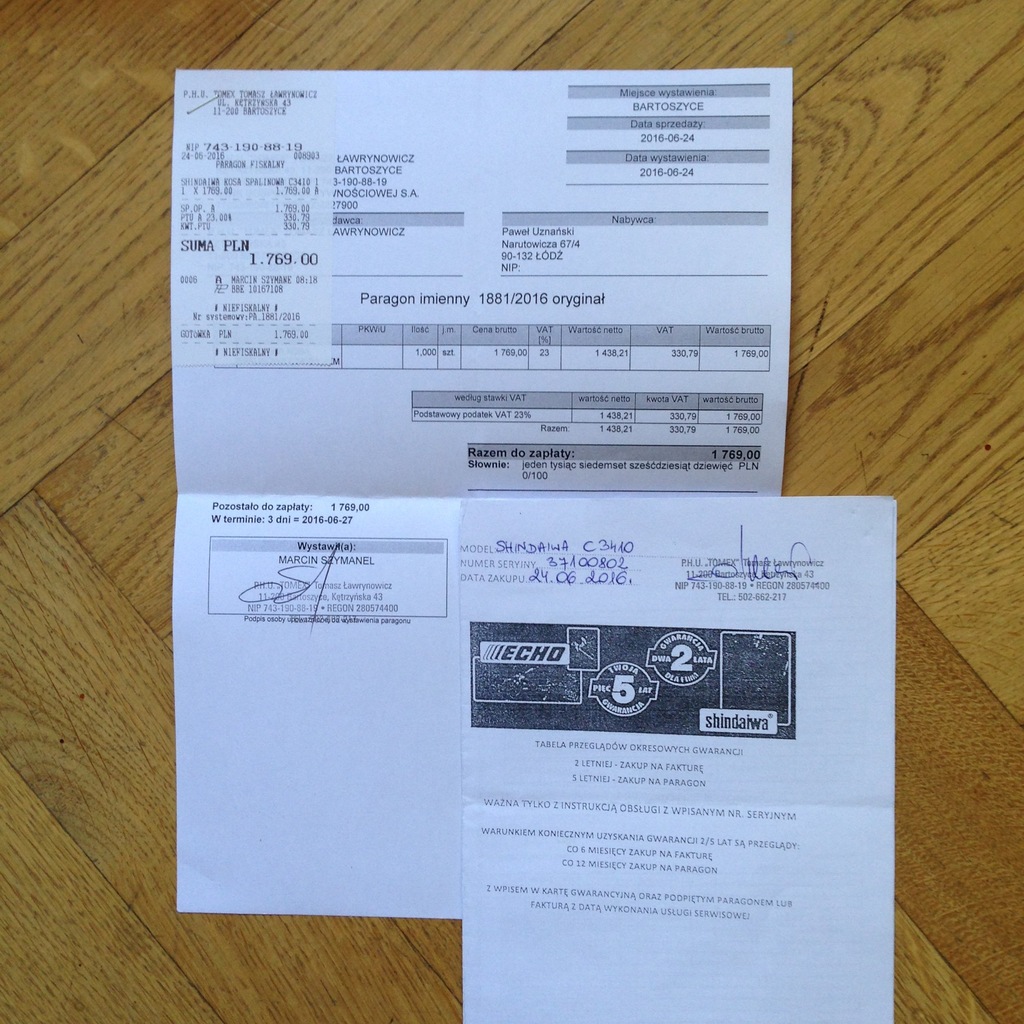 P.H.U. TOMEX TOMASZ ŁAWRYNOWICZ
UL. KĘTRZYŃSKA 43
11-200 BARTOSZYCE
NIP 743-190-88-19
24-06-2016 008903
PARAGON FISKALNY
SHINDAIWA KOSA SPALINOWA C3410 1
1 X 1769.00 1.769.00 A
SP.OP. A 1.769.00
PTU A 23.00% 330.79
KWT.PTU 330.79
SUMA PLN
1.769.00
0006 A MARCIN SZYMANE 08:18
BBE 10167108
# NIEFISKALNY #
Nr systemowy:PA_1881/2016
GOTÓWKA PLN 1.769.00
# NIEFISKALNY #
ŁAWRYNOWICZ
BARTOSZYCE
3-190-88-19
NOŚCIOWEJ S.A.
27900
dawca:
AWRYNOWICZ
Miejsce wystawienia:
BARTOSZYCE
Data sprzedaży:
2016-06-24
Data wystawienia:
2016-06-24
Nabywca:
Paweł Uznański
Narutowicza 67/4
90-132 ŁÓDŹ
NIP:
Paragon imienny 1881/2016 oryginał
PKWiU Ilość j.m. Cena brutto VAT [%] Wartość netto VAT Wartość brutto
1,000 szt. 1 769,00 23 1 438,21 330,79 1 769,00
według stawki VAT wartość netto kwota VAT wartość brutto
Podstawowy podatek VAT 23% 1 438,21 330,79 1 769,00
Razem: 1 438,21 330,79 1 769,00
Razem do zapłaty: 1 769,00
Słownie: jeden tysiąc siedemset sześćdziesiąt dziewięć PLN
0/100
Pozostało do zapłaty: 1 769,00
W terminie: 3 dni = 2016-06-27
Wystawił(a):
MARCIN SZYMANEL
P.H.U. "TOMEX" Tomasz Ławrynowicz
11-200 Bartoszyce, Kętrzyńska 43
NIP 743-190-88-19 • REGON 280574400
Podpis osoby upoważnionej do wystawienia paragonu
MODEL SHINDAIWA C3410
NUMER SERYJNY 37100802
DATA ZAKUPU 24.06.2016.
P.H.U. "TOMEX" Tomasz Ławrynowicz
11-200 Bartoszyce, Kętrzyńska 43
NIP 743-190-88-19 • REGON 280574400
TEL.: 502-662-217
ECHO
TWOJA
PIĘĆ 5 LAT
GWARANCJA
GWARANCJA
DWA 2 LATA
DLA FIRM
shindaiwa®
TABELA PRZEGLĄDÓW OKRESOWYCH GWARANCJI
2 LETNIEJ - ZAKUP NA FAKTURĘ
5 LETNIEJ - ZAKUP NA PARAGON
WAŻNA TYLKO Z INSTRUKCJĄ OBSŁUGI Z WPISANYM NR. SERYJNYM
WARUNKIEM KONIECZNYM UZYSKANIA GWARANCJI 2/5 LAT SĄ PRZEGLĄDY:
CO 6 MIESIĘCY ZAKUP NA FAKTURĘ
CO 12 MIESIĘCY ZAKUP NA PARAGON
Z WPISEM W KARTĘ GWARANCYJNĄ ORAZ PODPIĘTYM PARAGONEM LUB
FAKTURĄ Z DATĄ WYKONANIA USŁUGI SERWISOWEJ.